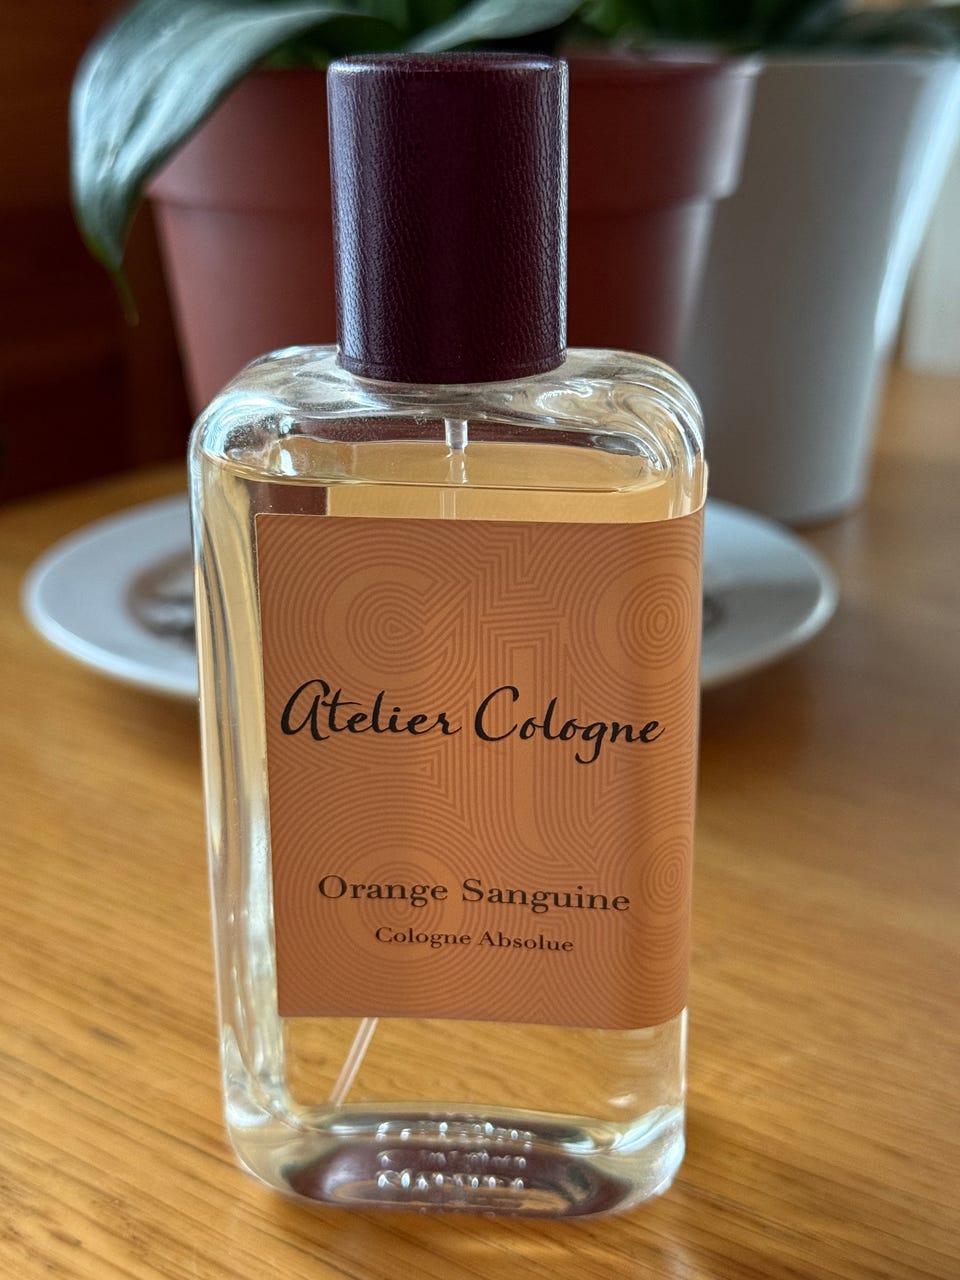 Atelier Cologne
Orange Sanguine
Cologne Absolue